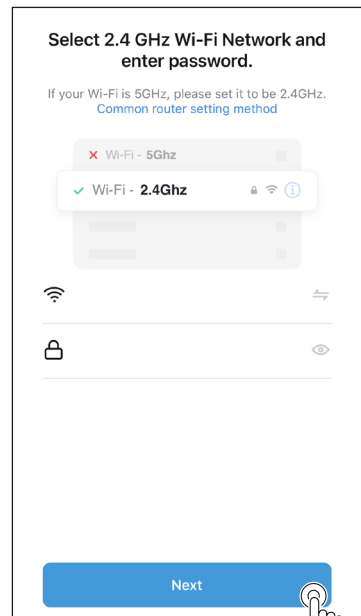 Select 2.4 GHz Wi-Fi Network and
enter password.
If your Wi-Fi is 5GHz, please set it to be 2.4GHz.
Common router setting method
Wi-Fi - 5Ghz
Wi-Fi - 2.4Ghz
Next